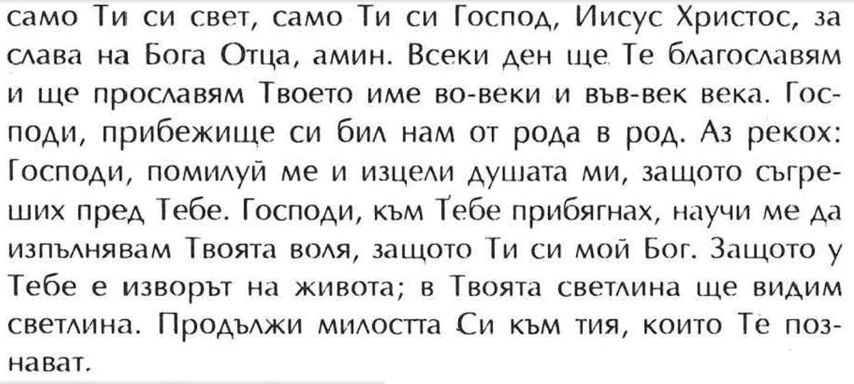 само Ти си свет, само Ти си Господ, Иисус Христос, за
слава на Бога Отца, амин. Всеки ден ще Те благославям
и ще прославям Твоето име во-веки и във-век века. Гос-
поди, прибежище си бил нам от рода в род. Аз рекох:
Господи, помилуй ме и изцели душата ми, защото съгре-
ших пред Тебе. Господи, към Тебе прибягнах, научи ме да
изпълнявам Твоята воля, защото Ти си мой Бог. Защото у
Тебе е изворът на живота; в Твоята светлина ще видим
светлина. Продължи милостта Си към тия, които Те поз-
нават.